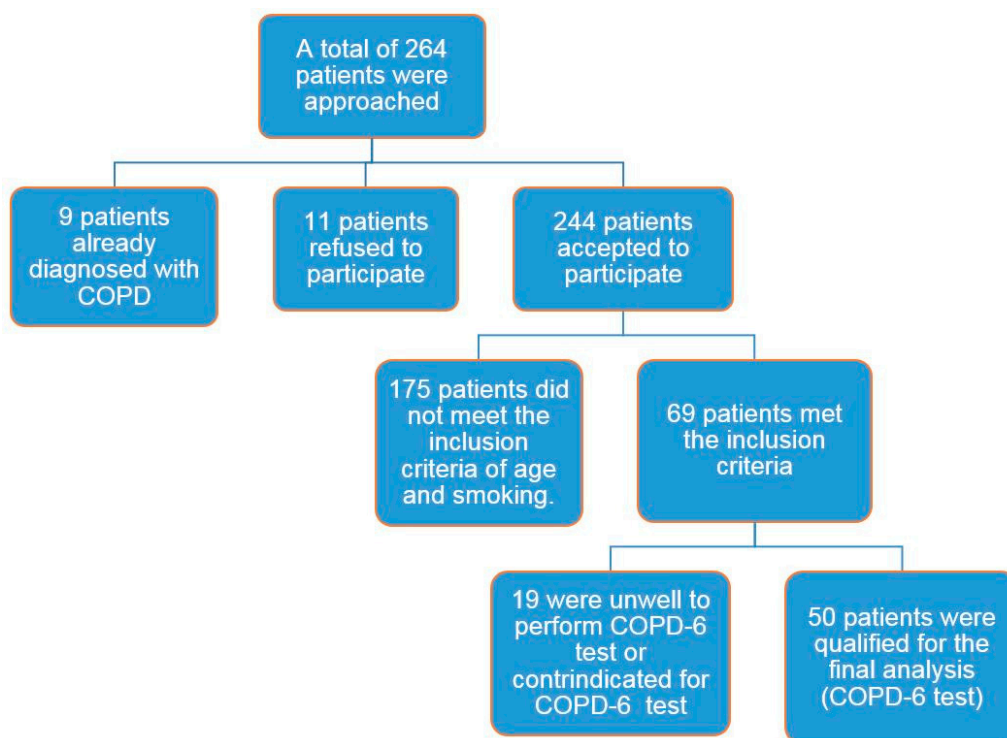 A total of 264
patients were
approached
9 patients
already
diagnosed with
COPD
11 patients
refused to
participate
244 patients
accepted to
participate
175 patients did
not meet the
inclusion
criteria of age
and smoking.
69 patients met
the inclusion
criteria
19 were unwell to
perform COPD-6
test or
contrindicated for
COPD-6 test
50 patients were
qualified for the
final analysis
(COPD-6 test)